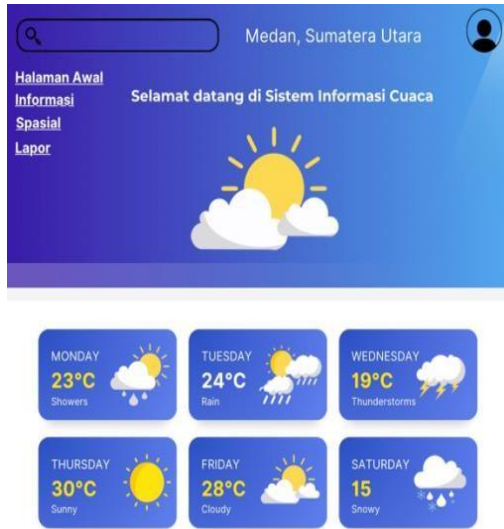 Medan, Sumatera Utara
Halaman Awal
Informasi
Spasial
Lapor
Selamat datang di Sistem Informasi Cuaca
MONDAY
23°C
Showers
TUESDAY
24°C
Rain
WEDNESDAY
19°C
Thunderstorms
THURSDAY
30°C
Sunny
FRIDAY
28°C
Cloudy
SATURDAY
15
Snowy